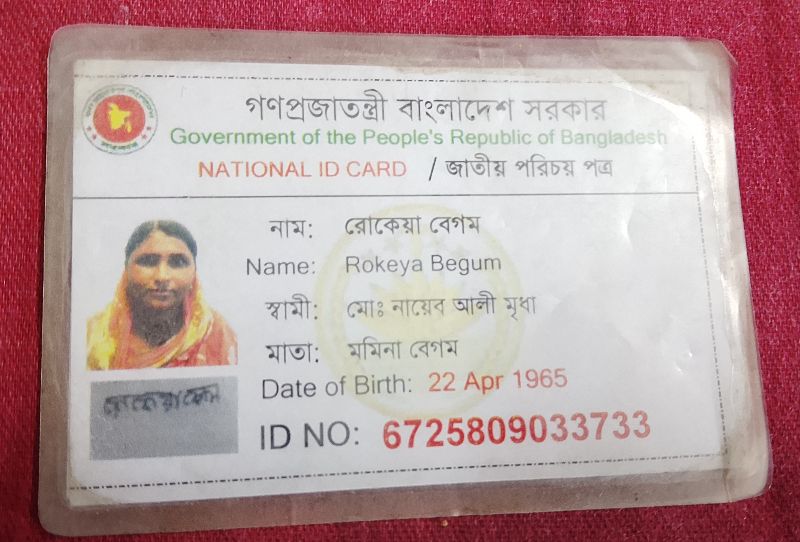 গণপ্রজাতন্ত্রী বাংলাদেশ সরকার
Government of the People's Republic of Bangladesh
NATIONAL ID CARD / জাতীয় পরিচয় পত্র
নাম: রোকেয়া বেগম
Name: Rokeya Begum
স্বামী: মোঃ নায়েব আলী মৃধা
মাতা: মমিনা বেগম
Date of Birth: 22 Apr 1965
ID NO: 6725809033733